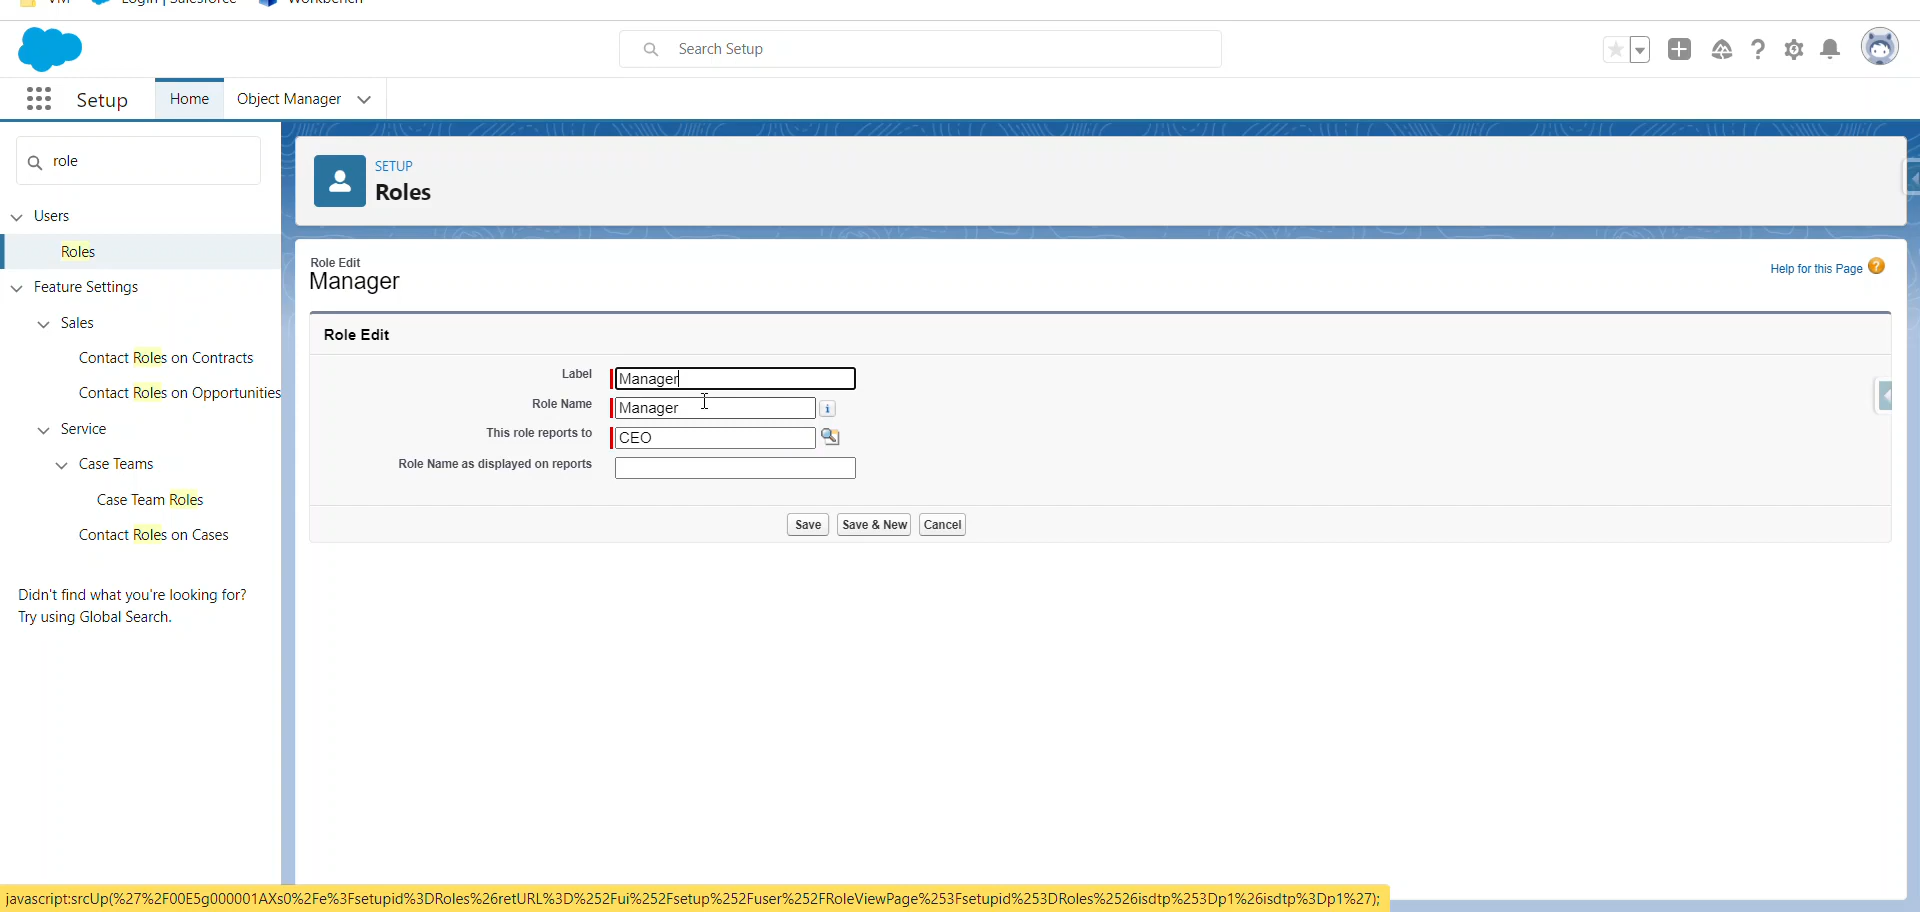 VM
Login | Salesforce
Workbench
Search Setup
Setup
Home
Object Manager
role
Users
Roles
Feature Settings
Sales
Contact Roles on Contracts
Contact Roles on Opportunities
Service
Case Teams
Case Team Roles
Contact Roles on Cases
Didn't find what you're looking for?
Try using Global Search.
SETUP
Roles
Role Edit
Manager
Help for this Page
Role Edit
Label
Manager
Role Name
Manager
This role reports to
CEO
Role Name as displayed on reports
Save
Save & New
Cancel
javascript:srcUp(%27%2F00E5g000001AXs0%2Fe%3Fsetupid%3DRoles%26retURL%3D%252Fui%252Fsetup%252Fuser%252FRoleViewPage%253Fsetupid%253DRoles%2526isdtp%253Dp1%26isdtp%3Dp1%27);